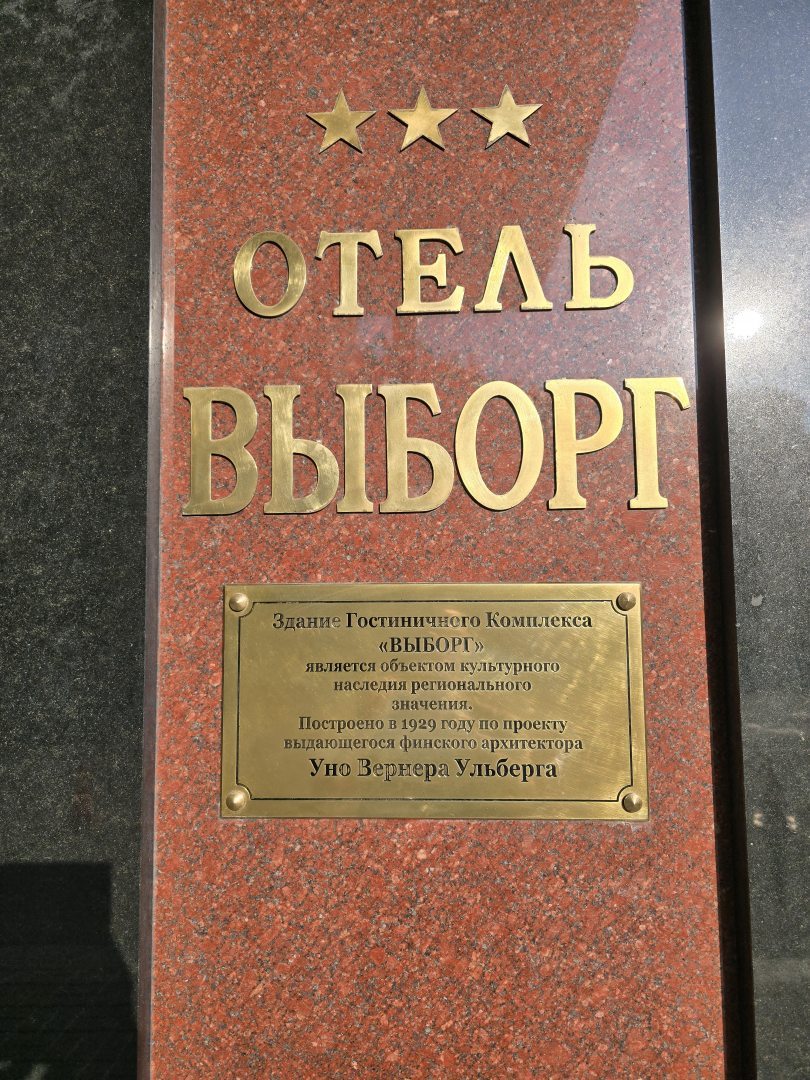 ОТЕЛЬ
ВЫБОРГ
Здание Гостиничного Комплекса
«ВЫБОРГ»
является объектом культурного
наследия регионального
значения.
Построено в 1929 году по проекту
выдающегося финского архитектора
Уно Вернера Ульберга